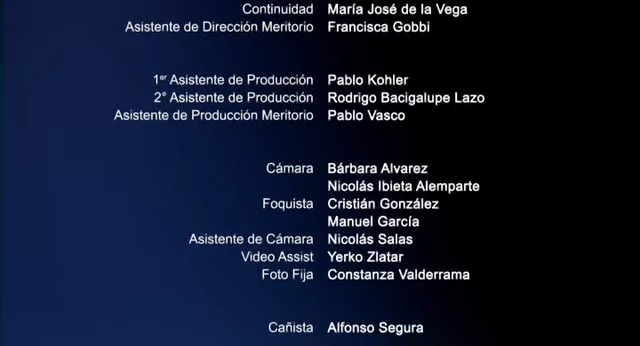 Continuidad María José de la Vega
Asistente de Dirección Meritorio Francisca Gobbi
1er Asistente de Producción Pablo Kohler
2° Asistente de Producción Rodrigo Bacigalupe Lazo
Asistente de Producción Meritorio Pablo Vasco
Cámara Bárbara Alvarez
Nicolás Ibieta Alemparte
Foquista Cristián González
Manuel García
Asistente de Cámara Nicolás Salas
Video Assist Yerko Zlatar
Foto Fija Constanza Valderrama
Cañista Alfonso Segura